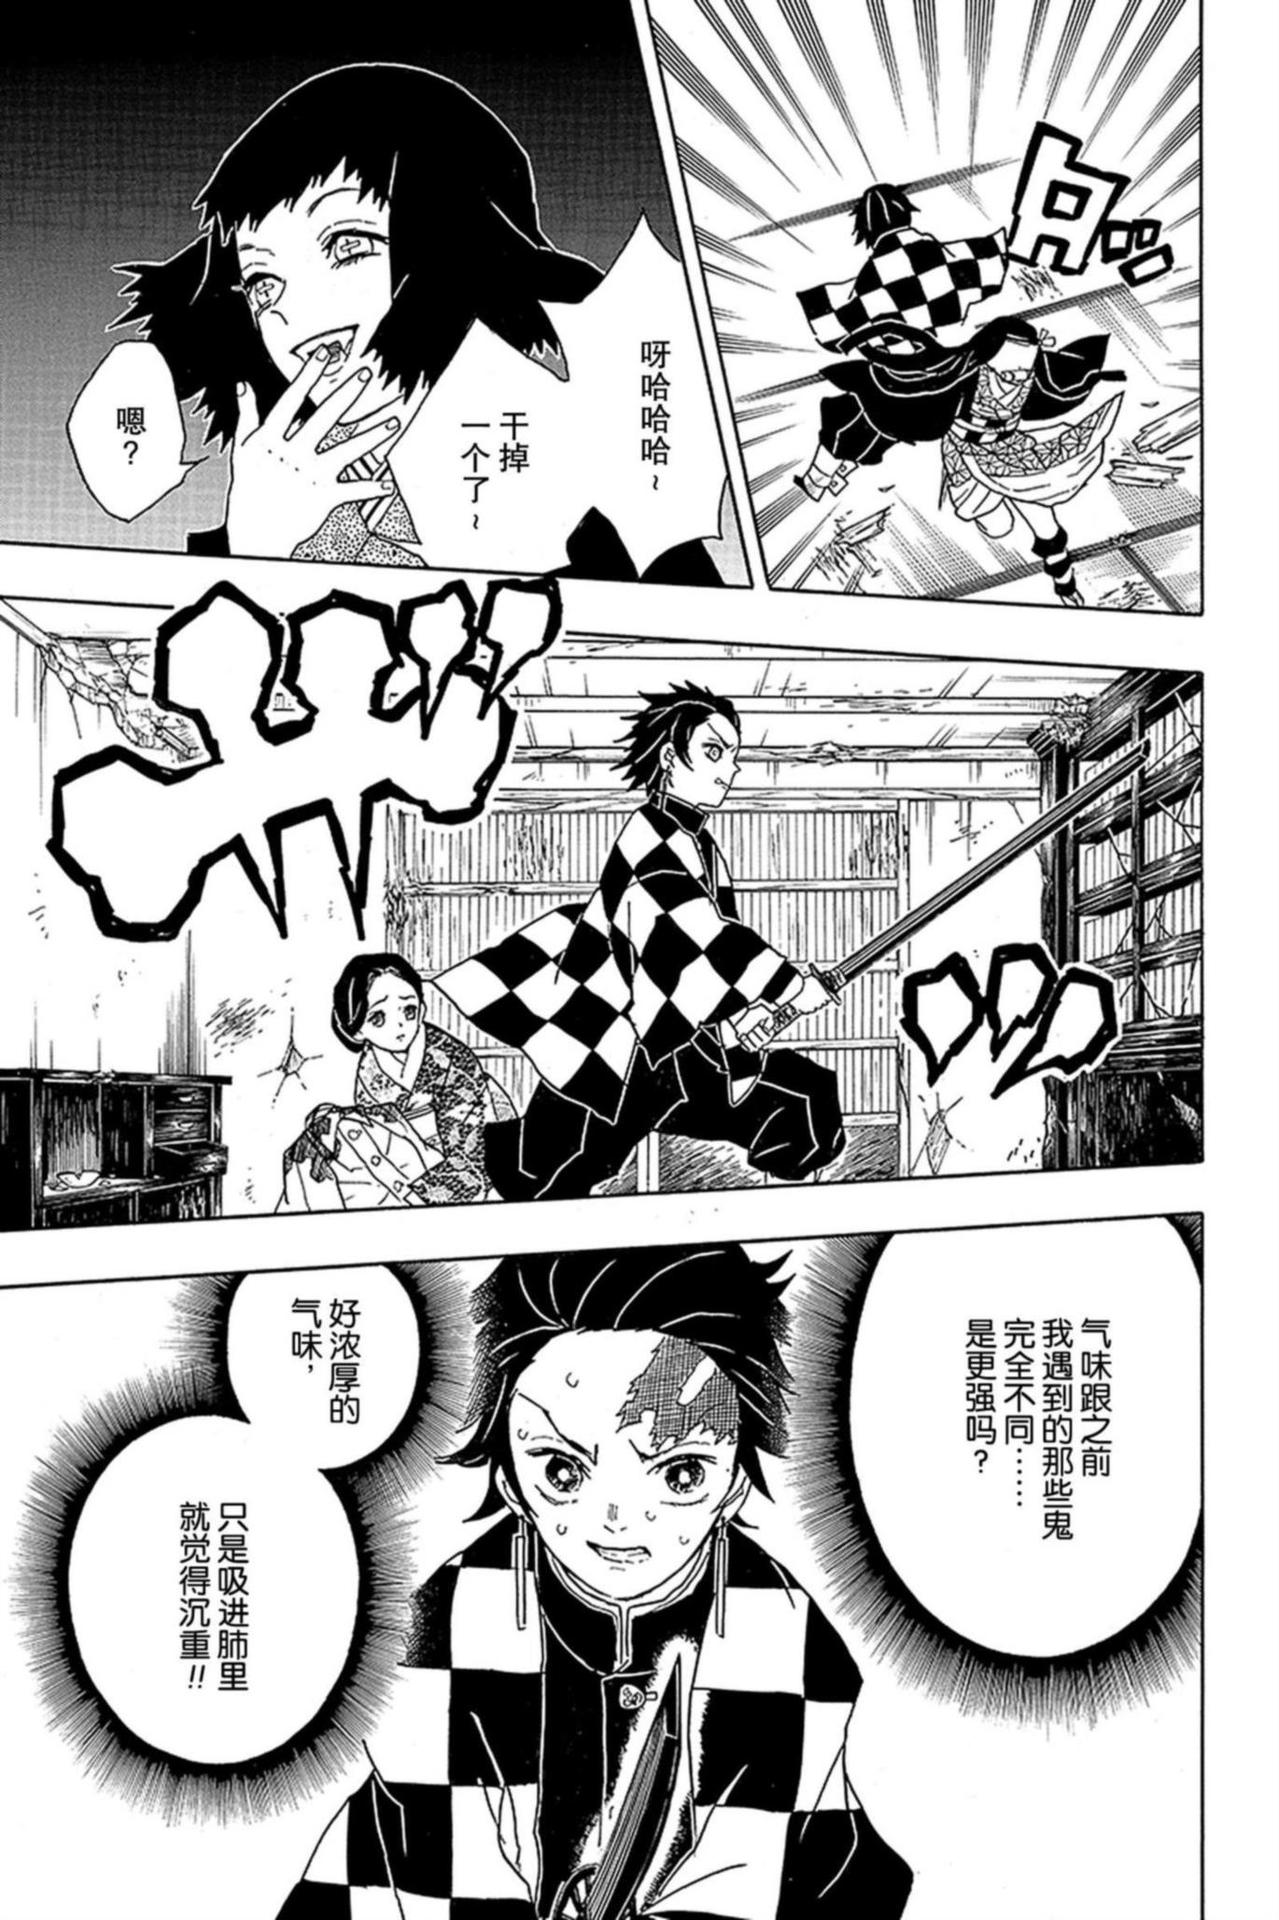 呀哈哈哈~
干掉
一个了~
嗯?
气味跟之前
我遇到的那些鬼
完全不同……
是更强吗?
好浓厚的
气味,
只是吸进肺里
就觉得沉重!!